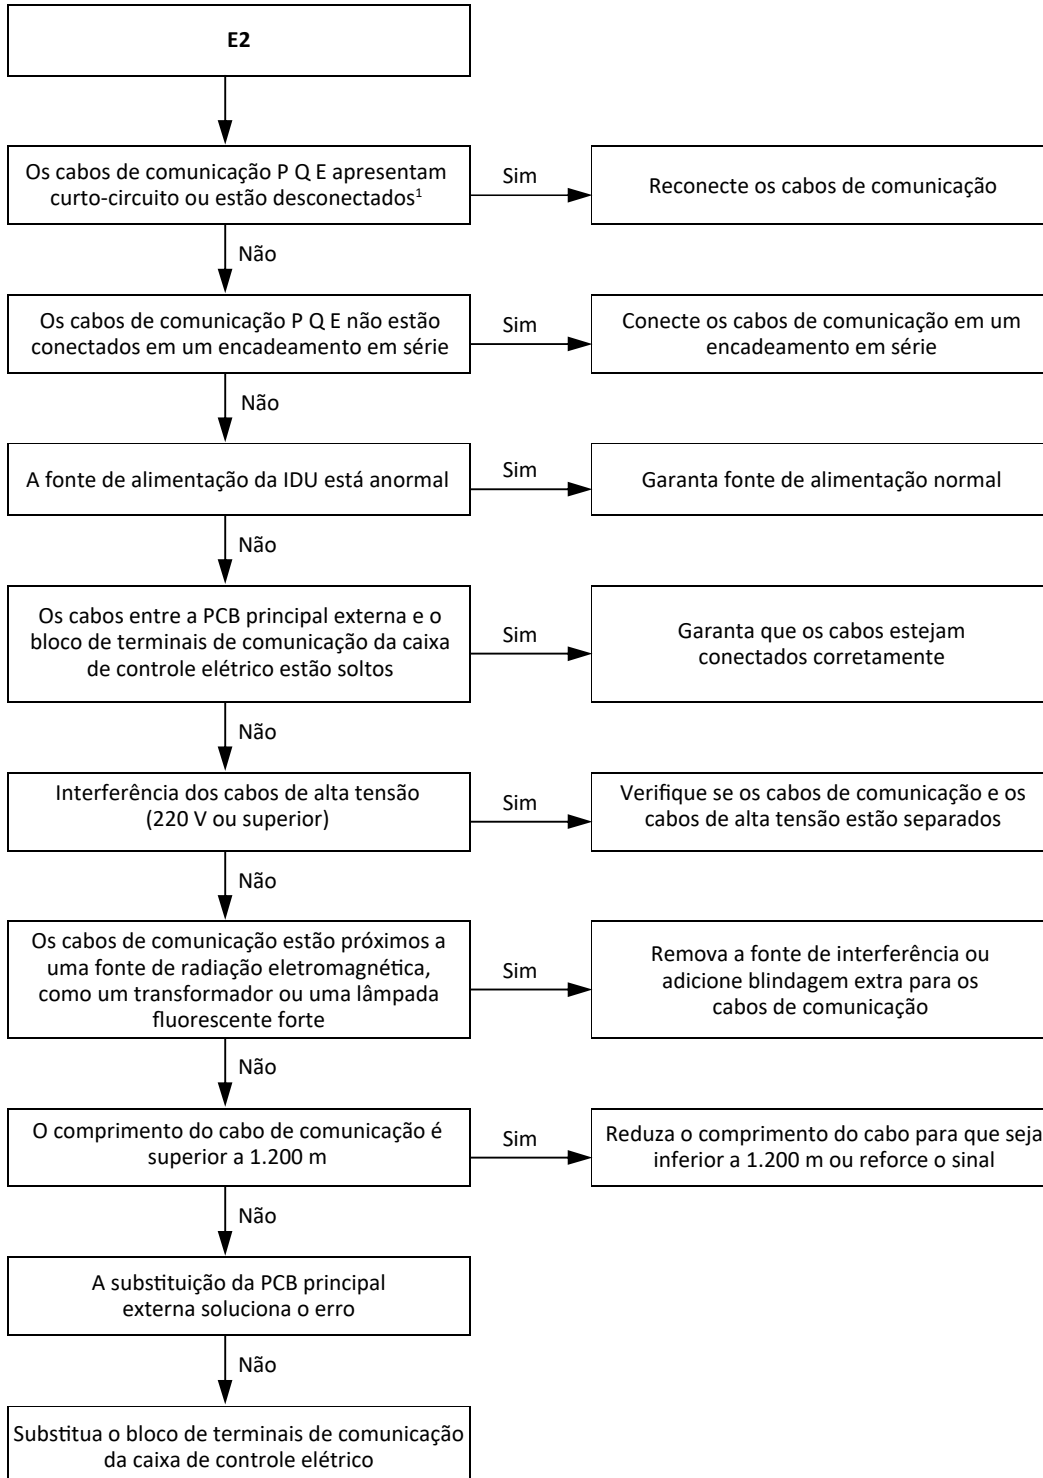 E2
Os cabos de comunicação P Q E apresentam
curto-circuito ou estão desconectados¹
Sim
Reconecte os cabos de comunicação
Não
Os cabos de comunicação P Q E não estão
conectados em um encadeamento em série
Sim
Conecte os cabos de comunicação em um
encadeamento em série
Não
A fonte de alimentação da IDU está anormal
Sim
Garanta fonte de alimentação normal
Não
Os cabos entre a PCB principal externa e o
bloco de terminais de comunicação da caixa
de controle elétrico estão soltos
Sim
Garanta que os cabos estejam
conectados corretamente
Não
Interferência dos cabos de alta tensão
(220 V ou superior)
Sim
Verifique se os cabos de comunicação e os
cabos de alta tensão estão separados
Não
Os cabos de comunicação estão próximos a
uma fonte de radiação eletromagnética,
como um transformador ou uma lâmpada
fluorescente forte
Sim
Remova a fonte de interferência ou
adicione blindagem extra para os
cabos de comunicação
Não
O comprimento do cabo de comunicação é
superior a 1.200 m
Sim
Reduza o comprimento do cabo para que seja
inferior a 1.200 m ou reforce o sinal
Não
A substituição da PCB principal
externa soluciona o erro
Não
Substitua o bloco de terminais de comunicação
da caixa de controle elétrico